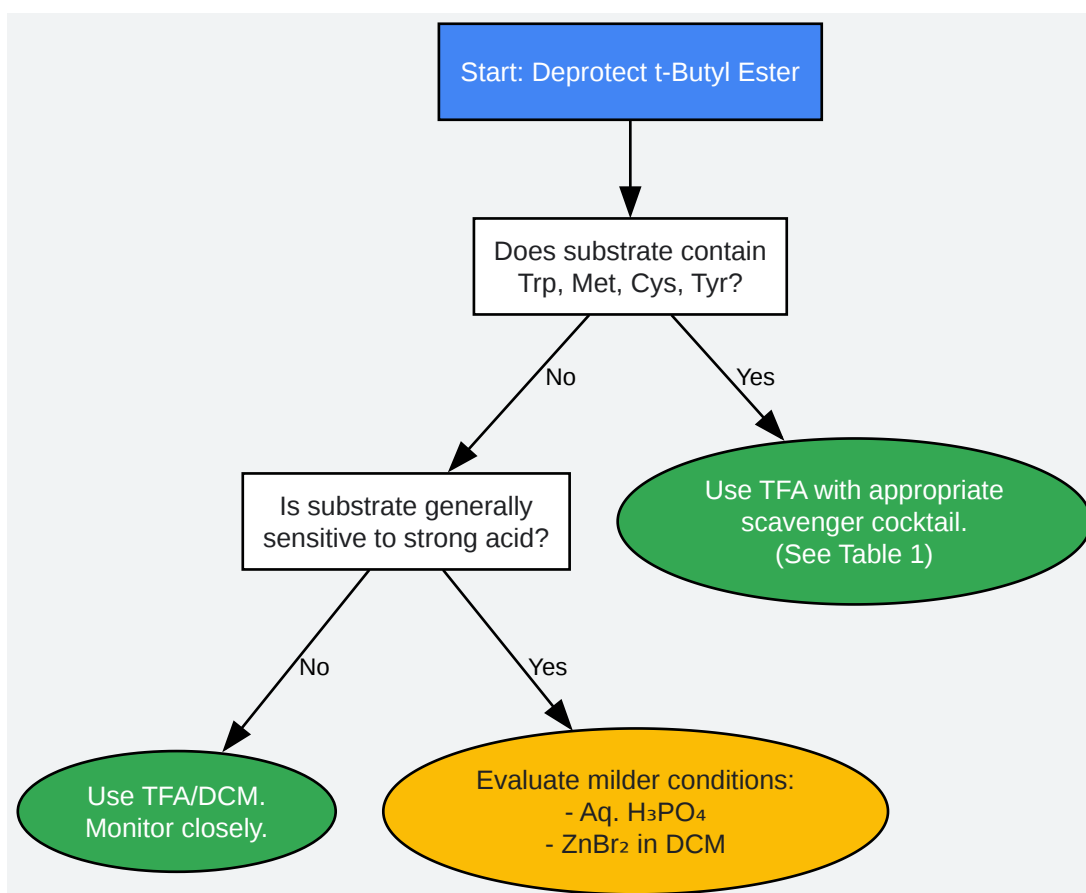 Start: Deprotect t-Butyl Ester
Does substrate contain
Trp, Met, Cys, Tyr?
No
Yes
Is substrate generally
sensitive to strong acid?
Use TFA with appropriate
scavenger cocktail.
(See Table 1)
No
Yes
Use TFA/DCM.
Monitor closely.
Evaluate milder conditions:
- Aq. H₃PO₄
- ZnBr₂ in DCM